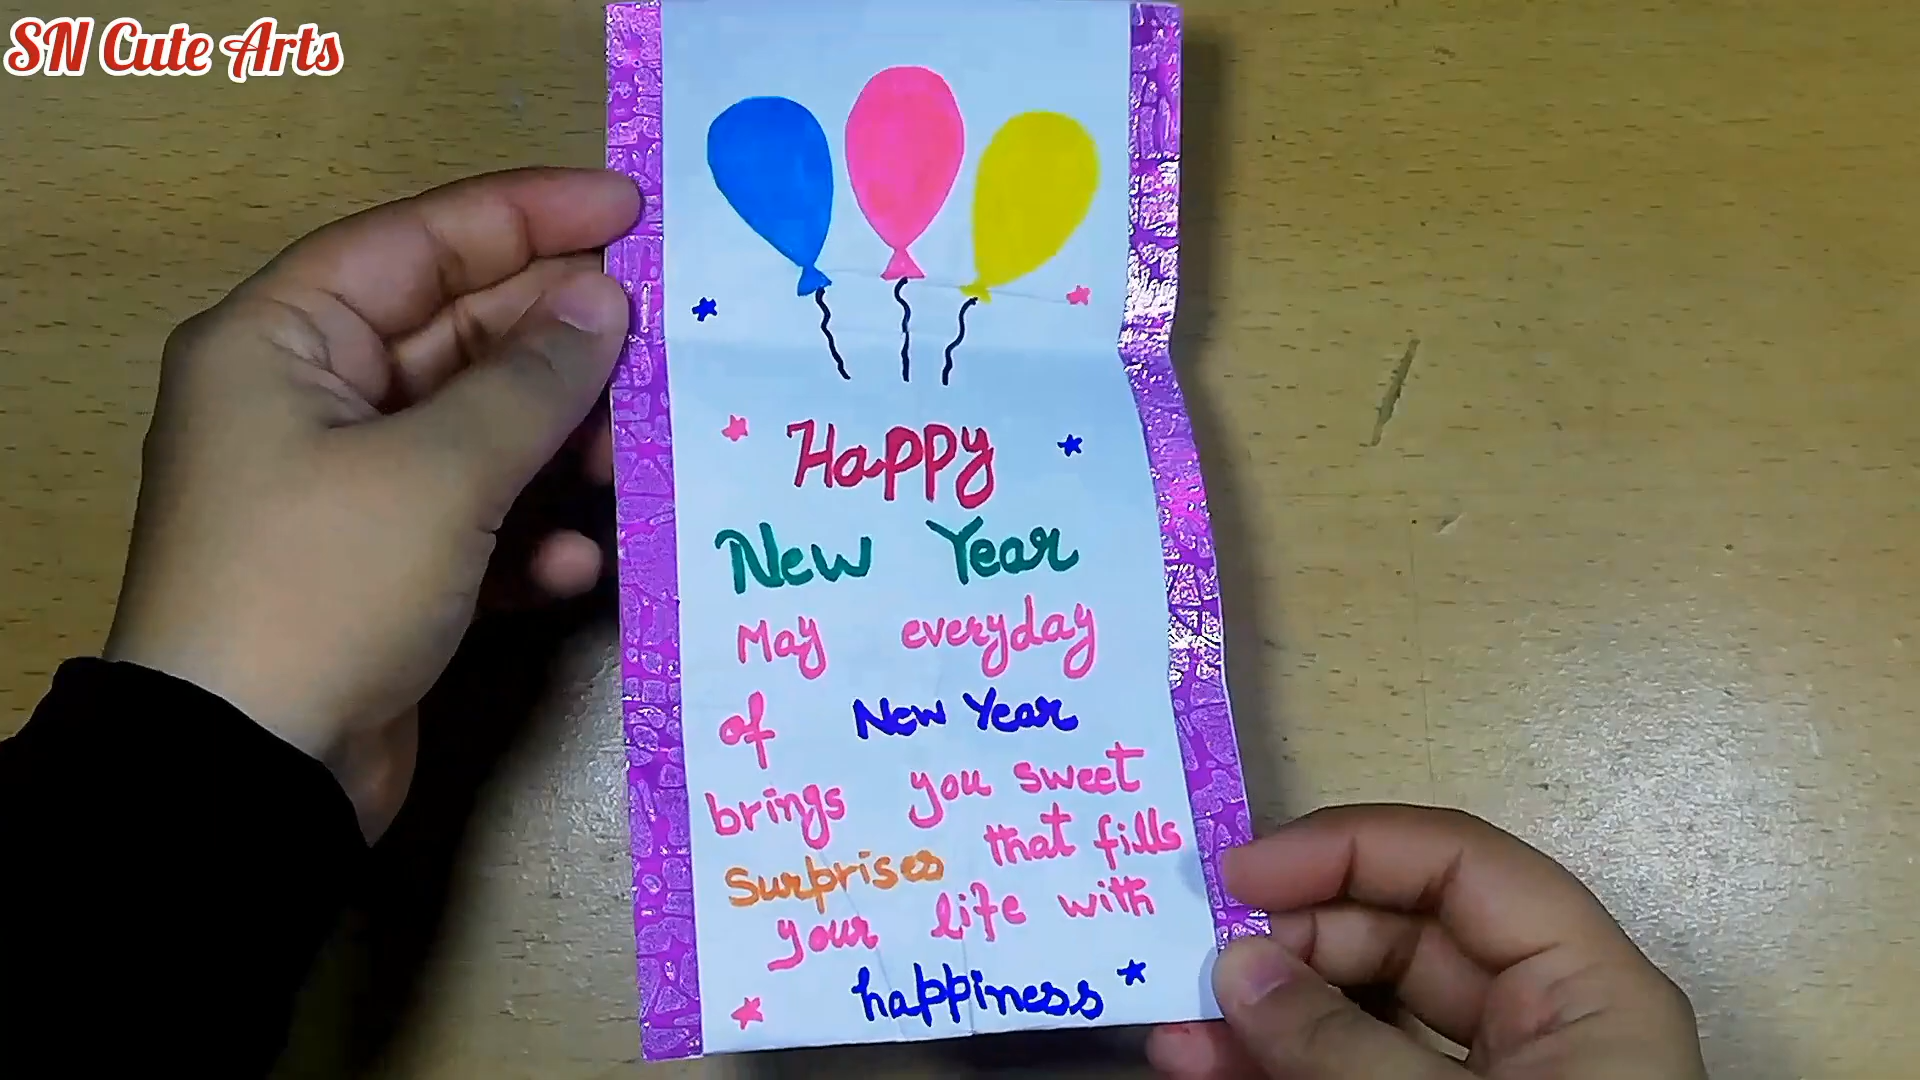 SN Cute Arts
Happy
New Year
May everyday
of New Year
brings you sweet
Surprises that fills
your life with
happiness